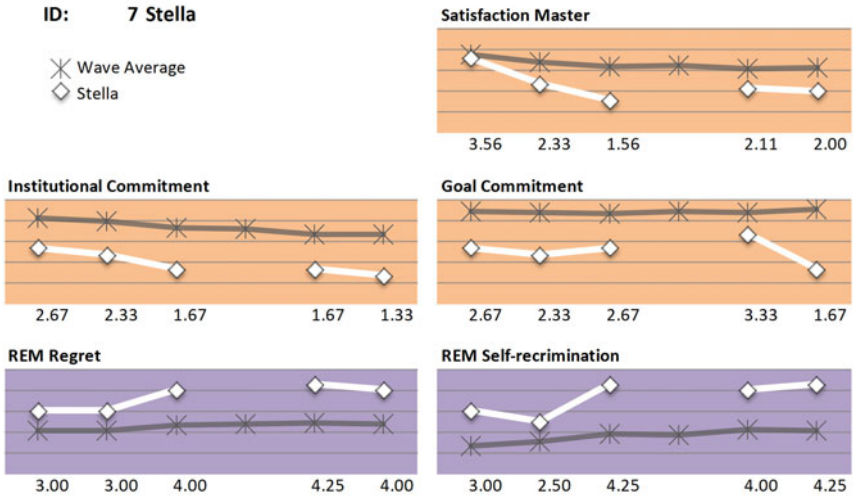 ID: 7 Stella
Wave Average
Stella
Satisfaction Master
3.56 2.33 1.56 2.11 2.00
Institutional Commitment
2.67 2.33 1.67 1.67 1.33
Goal Commitment
2.67 2.33 2.67 3.33 1.67
REM Regret
3.00 3.00 4.00 4.25 4.00
REM Self-recrimination
3.00 2.50 4.25 4.00 4.25